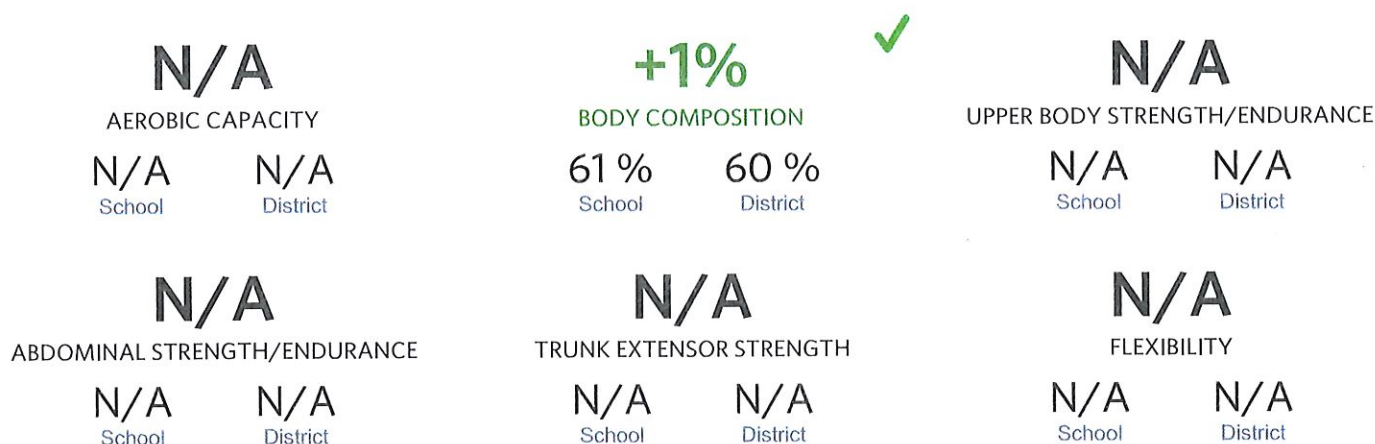 N/A
AEROBIC CAPACITY
N/A N/A
School District
+1%
BODY COMPOSITION
61 % 60 %
School District
N/A
UPPER BODY STRENGTH/ENDURANCE
N/A N/A
School District
N/A
ABDOMINAL STRENGTH/ENDURANCE
N/A N/A
School District
N/A
TRUNK EXTENSOR STRENGTH
N/A N/A
School District
N/A
FLEXIBILITY
N/A N/A
School District